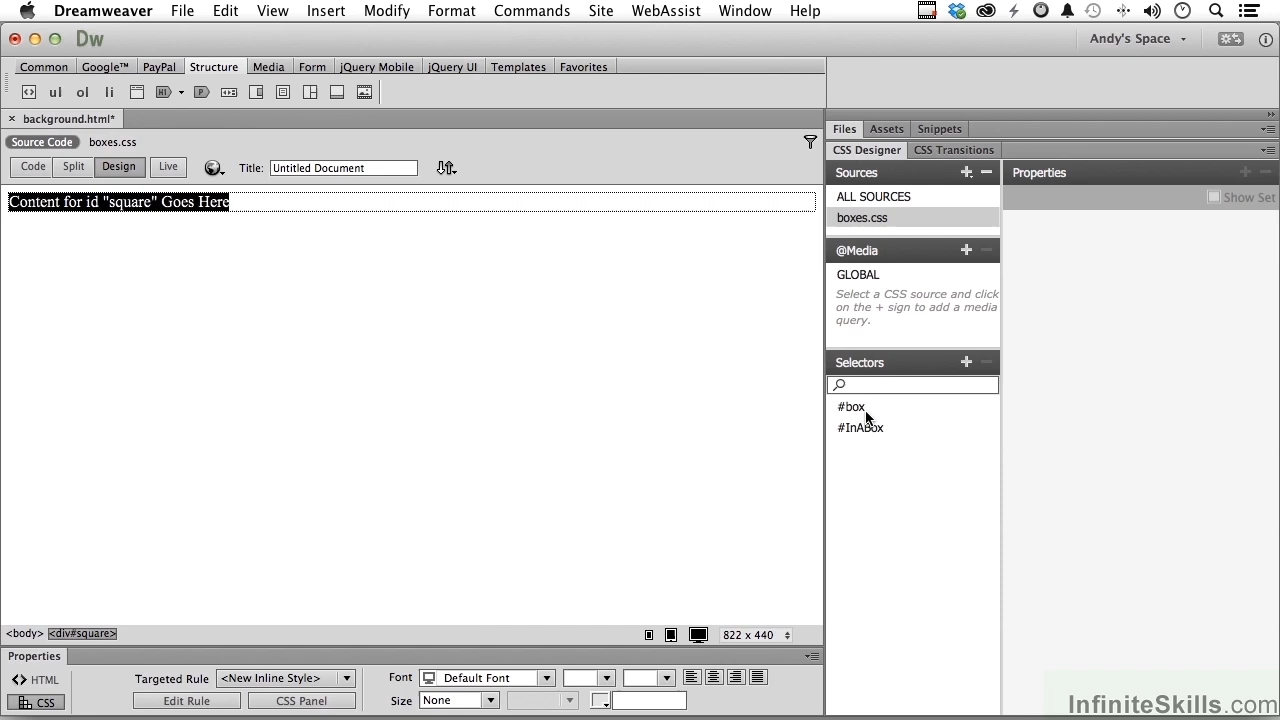 Dreamweaver File Edit View Insert Modify Format Commands Site WebAssist Window Help
Dw Andy's Space
Common Google™ PayPal Structure Media Form jQuery Mobile jQuery UI Templates Favorites
ul ol li H1 P
× background.html*
Source Code boxes.css
Code Split Design Live Title: Untitled Document
Content for id "square" Goes Here
Files Assets Snippets
CSS Designer CSS Transitions
Sources
ALL SOURCES
boxes.css
@Media
GLOBAL
Select a CSS source and click
on the + sign to add a media
query.
Selectors
#box
#InABox
Properties
Show Set
<body> <div#square>
822 x 440
Properties
<> HTML Targeted Rule <New Inline Style> Font Default Font
CSS Edit Rule CSS Panel Size None
InfiniteSkills.com